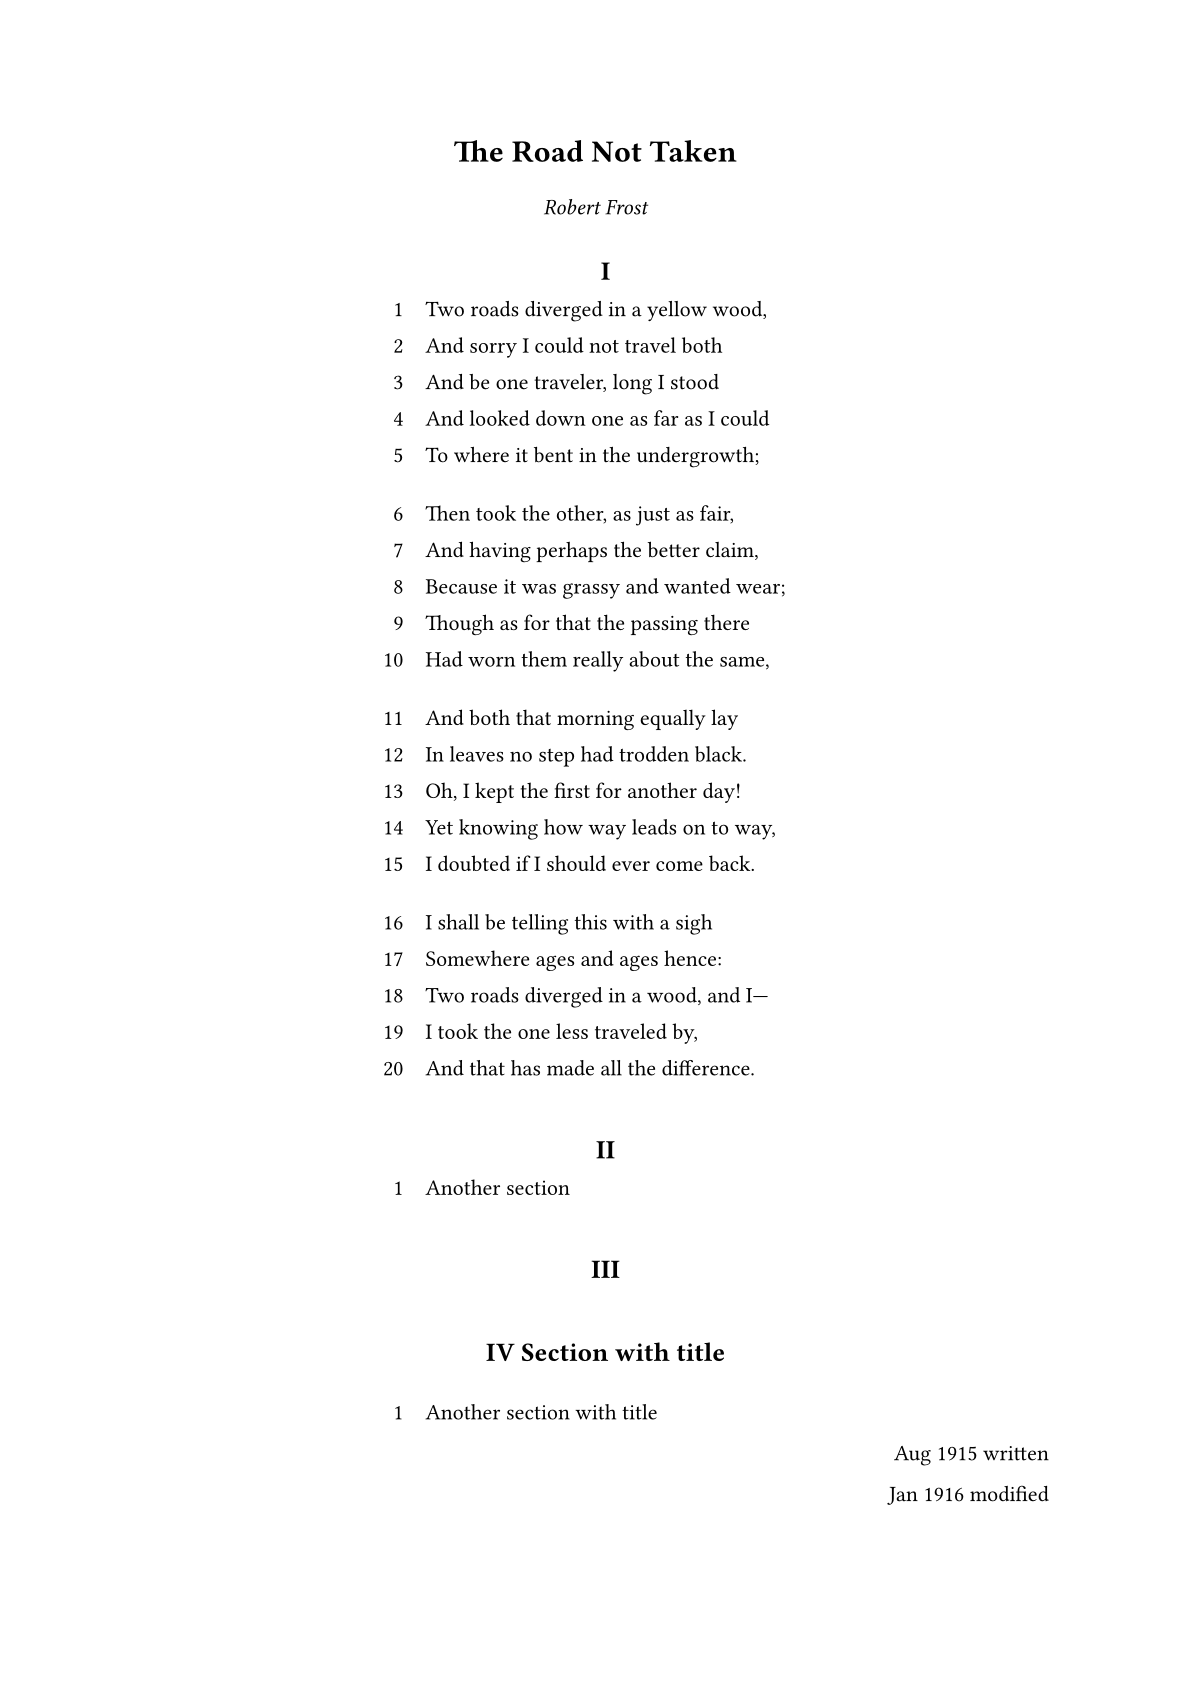 The Road Not Taken
Robert Frost
I
1 Two roads diverged in a yellow wood,
2 And sorry I could not travel both
3 And be one traveler, long I stood
4 And looked down one as far as I could
5 To where it bent in the undergrowth;
6 Then took the other, as just as fair,
7 And having perhaps the better claim,
8 Because it was grassy and wanted wear;
9 Though as for that the passing there
10 Had worn them really about the same,
11 And both that morning equally lay
12 In leaves no step had trodden black.
13 Oh, I kept the first for another day!
14 Yet knowing how way leads on to way,
15 I doubted if I should ever come back.
16 I shall be telling this with a sigh
17 Somewhere ages and ages hence:
18 Two roads diverged in a wood, and I—
19 I took the one less traveled by,
20 And that has made all the difference.
II
1 Another section
III
IV Section with title
1 Another section with title
Aug 1915 written
Jan 1916 modified